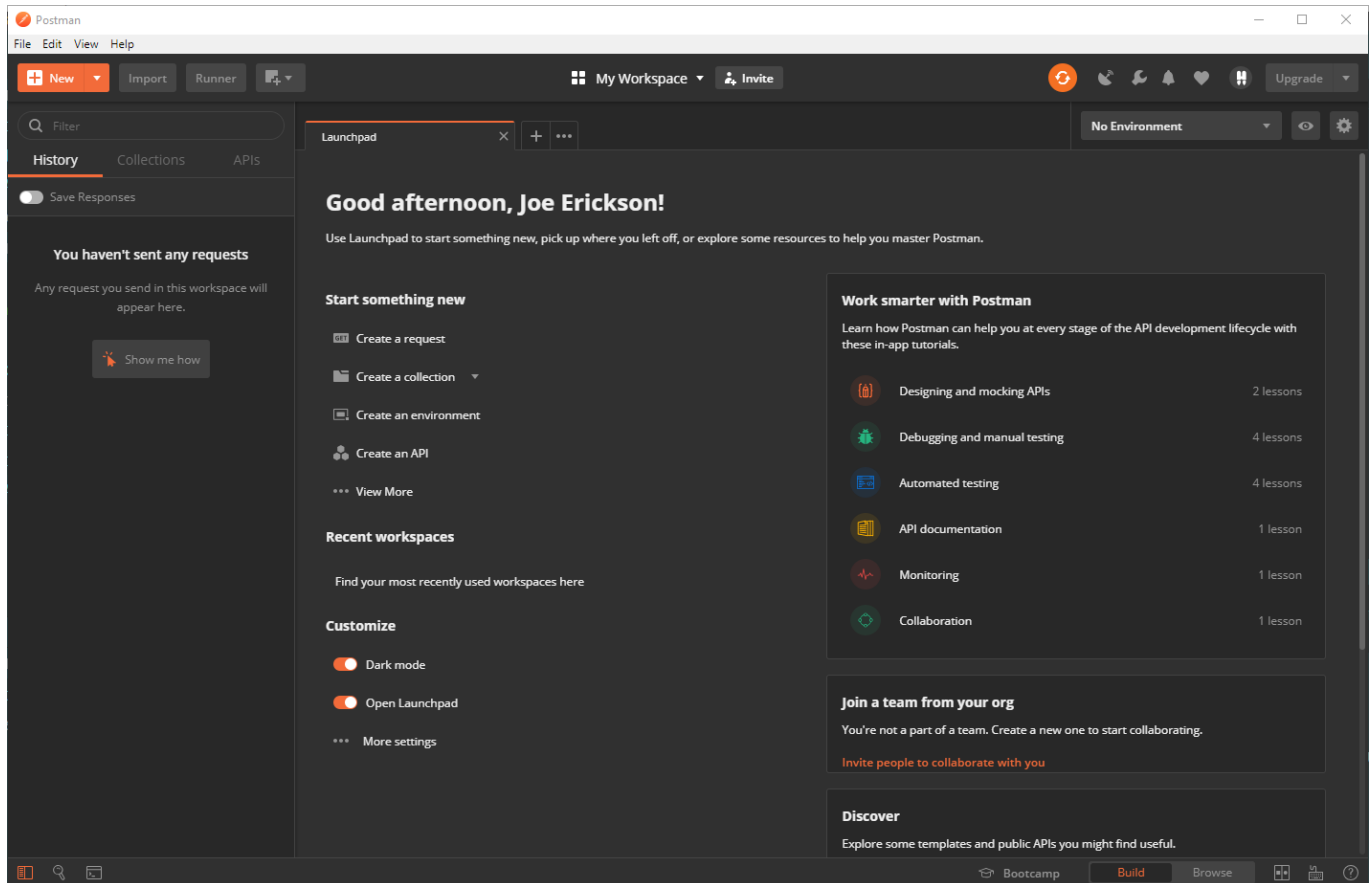 Postman
File Edit View Help
New Import Runner My Workspace Invite Upgrade
Filter
History Collections APIs
Save Responses
You haven't sent any requests
Any request you send in this workspace will
appear here.
Show me how
Launchpad
No Environment
Good afternoon, Joe Erickson!
Use Launchpad to start something new, pick up where you left off, or explore some resources to help you master Postman.
Start something new
GET Create a request
Create a collection
Create an environment
Create an API
View More
Recent workspaces
Find your most recently used workspaces here
Customize
Dark mode
Open Launchpad
More settings
Work smarter with Postman
Learn how Postman can help you at every stage of the API development lifecycle with
these in-app tutorials.
Designing and mocking APIs 2 lessons
Debugging and manual testing 4 lessons
Automated testing 4 lessons
API documentation 1 lesson
Monitoring 1 lesson
Collaboration 1 lesson
Join a team from your org
You're not a part of a team. Create a new one to start collaborating.
Invite people to collaborate with you
Discover
Explore some templates and public APIs you might find useful.
Bootcamp Build Browse